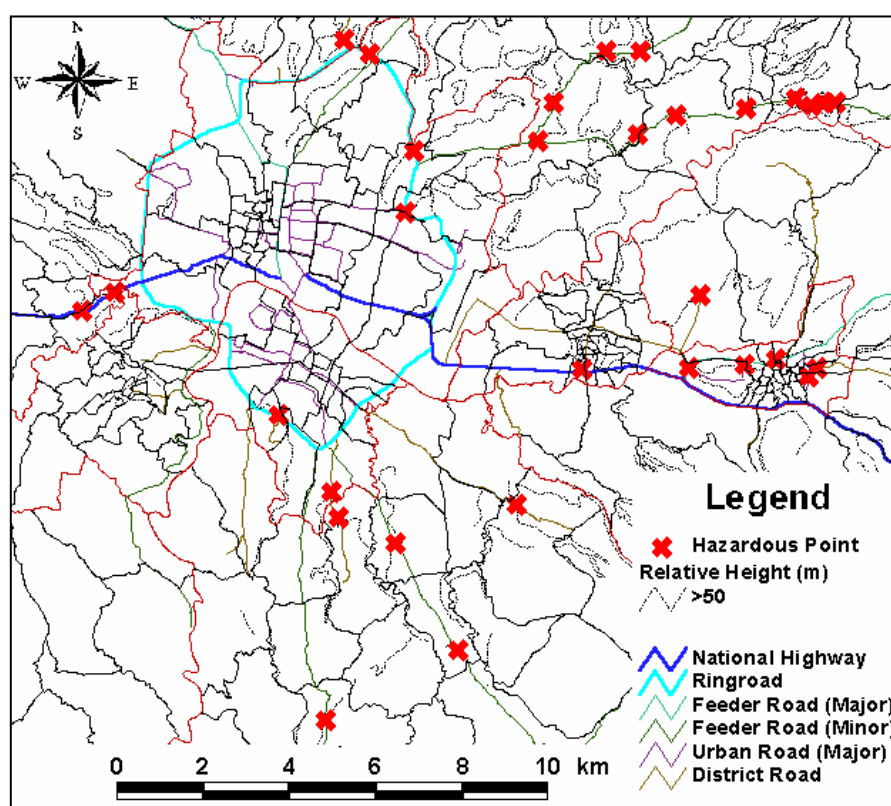 N
W E
S
Legend
Hazardous Point
Relative Height (m)
>50
National Highway
Ringroad
Feeder Road (Major)
Feeder Road (Minor)
Urban Road (Major)
District Road
0 2 4 6 8 10 km